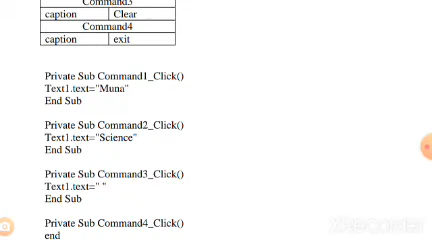 Command3
caption Clear
Command4
caption exit
Private Sub Command1_Click()
Text1.text="Muna"
End Sub
Private Sub Command2_Click()
Text1.text="Science"
End Sub
Private Sub Command3_Click()
Text1.text=" "
End Sub
Private Sub Command4_Click()
end